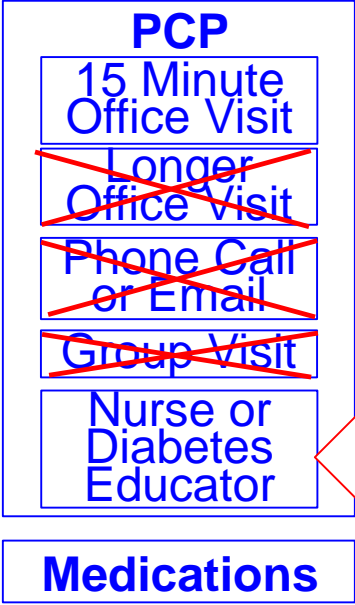 PCP
15 Minute
Office Visit
Longer
Office Visit
Phone Call
or Email
Group Visit
Nurse or
Diabetes
Educator
Medications